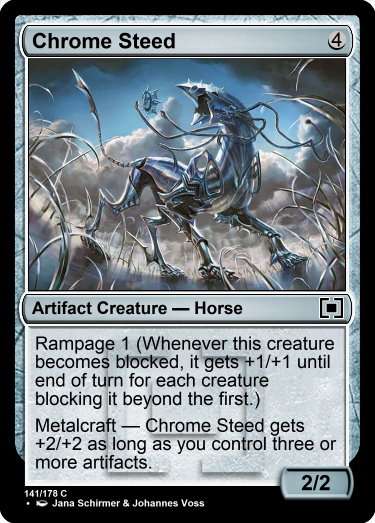 Chrome Steed 4
Artifact Creature — Horse
Rampage 1 (Whenever this creature
becomes blocked, it gets +1/+1 until
end of turn for each creature
blocking it beyond the first.)
Metalcraft — Chrome Steed gets
+2/+2 as long as you control three or
more artifacts.
2/2
141/178 C
• Jana Schirmer & Johannes Voss